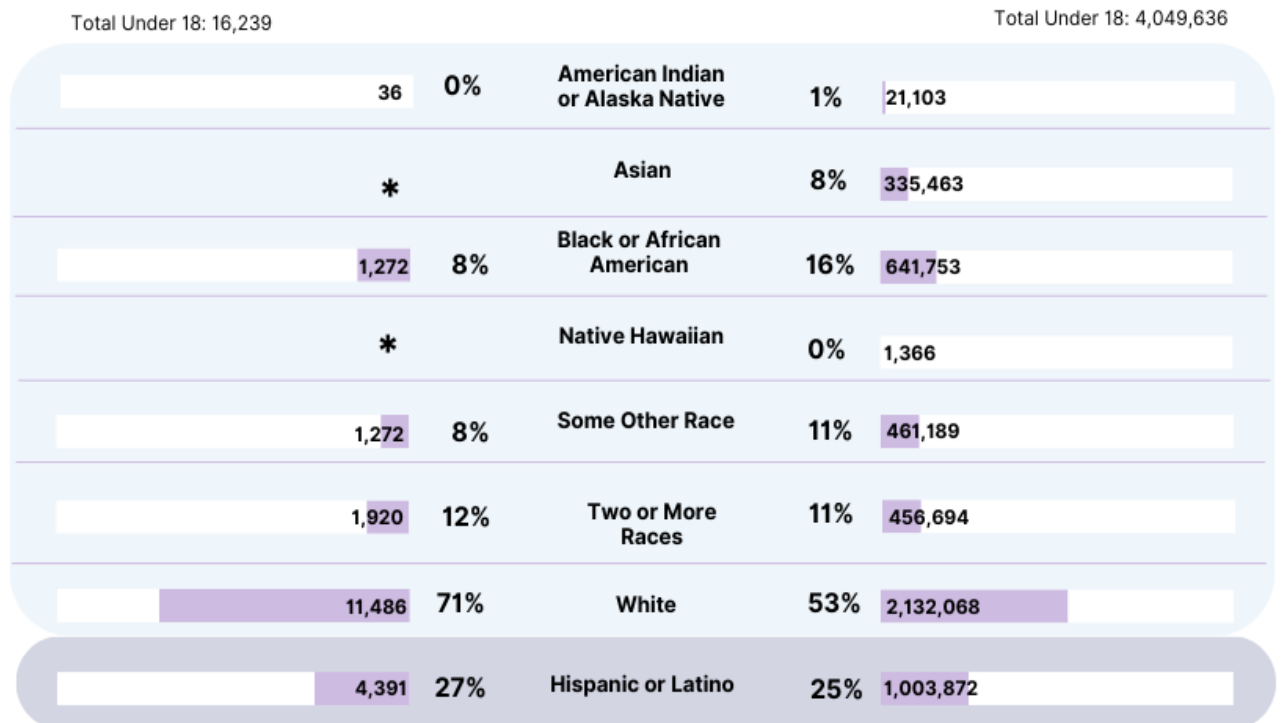 Total Under 18: 16,239
Total Under 18: 4,049,636
36 0% American Indian or Alaska Native 1% 21,103
* Asian 8% 335,463
1,272 8% Black or African American 16% 641,753
* Native Hawaiian 0% 1,366
1,272 8% Some Other Race 11% 461,189
1,920 12% Two or More Races 11% 456,694
11,486 71% White 53% 2,132,068
4,391 27% Hispanic or Latino 25% 1,003,872